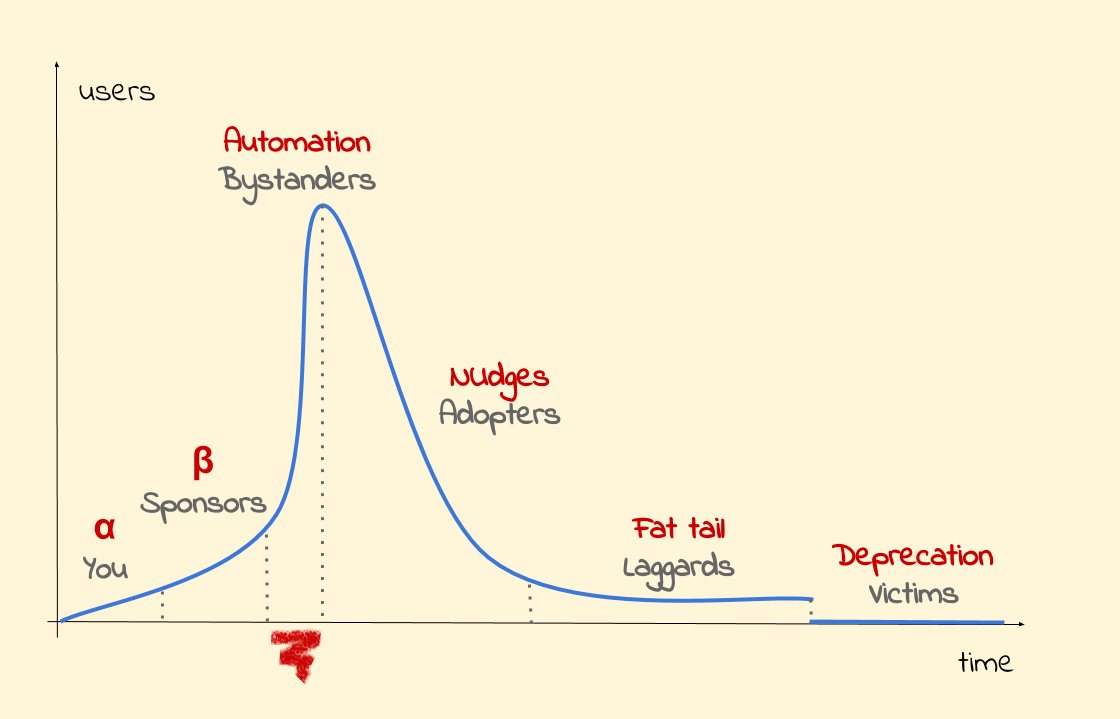 users
Automation
Bystanders
Nudges
Adopters
β
Sponsors
α
You
Fat tail
Laggards
Deprecation
Victims
time